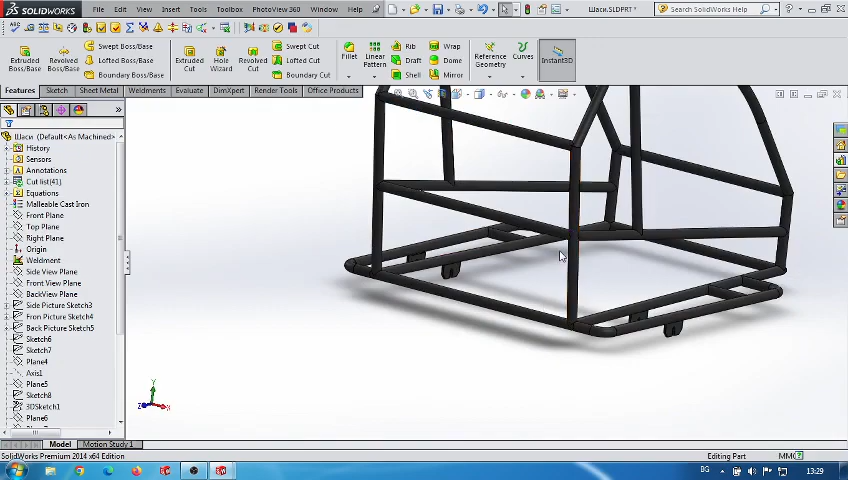 SOLIDWORKS File Edit View Insert Tools Toolbox PhotoView 360 Window Help Шаси.SLDPRT * Search SolidWorks Help
Extruded Boss/Base
Revolved Boss/Base
Swept Boss/Base
Lofted Boss/Base
Boundary Boss/Base
Extruded Cut
Hole Wizard
Revolved Cut
Swept Cut
Lofted Cut
Boundary Cut
Fillet
Linear Pattern
Rib
Draft
Shell
Wrap
Dome
Mirror
Reference Geometry
Curves
Instant3D
Features Sketch Sheet Metal Weldments Evaluate DimXpert Render Tools Office Products
Шаси (Default<As Machined>
History
Sensors
Annotations
Cut list(41)
Equations
Malleable Cast Iron
Front Plane
Top Plane
Right Plane
Origin
Weldment
Side View Plane
Front View Plane
BackView Plane
Side Picture Sketch3
Fron Picture Sketch4
Back Picture Sketch5
Sketch6
Sketch7
Plane4
Axis1
Plane5
Sketch8
3DSketch1
Plane6
Y
Z
X
Model Motion Study 1
SolidWorks Premium 2014 x64 Edition Editing Part
BG 13:29